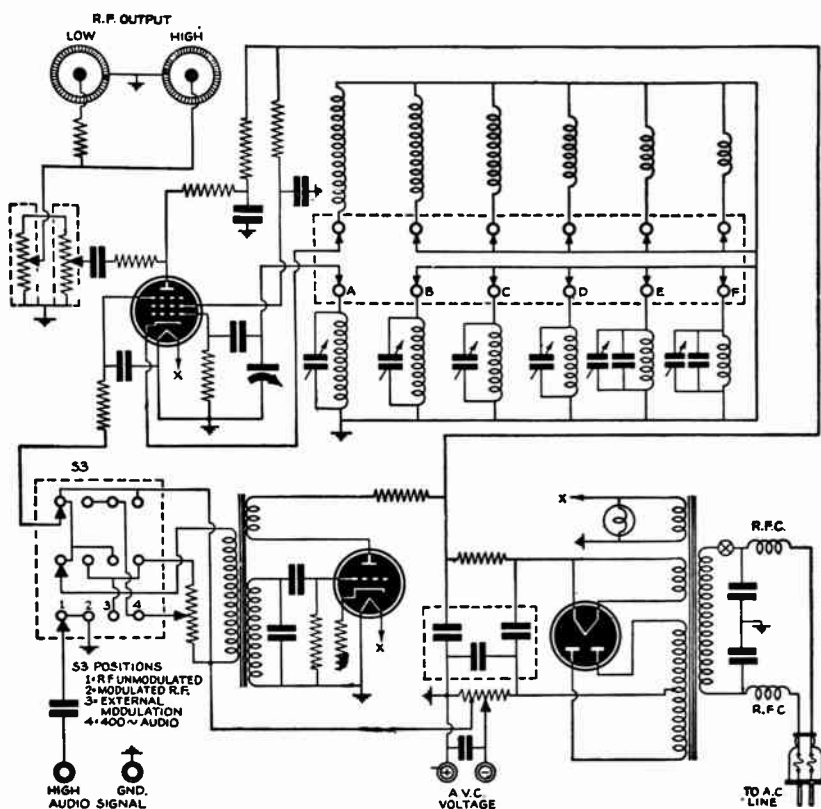 R.F. OUTPUT
LOW
HIGH
A
B
C
D
E
F
X
S3
X
R.F.C.
1
2
3
4
X
S3 POSITIONS
1=RF UNMODULATED
2=MODULATED R.F.
3=EXTERNAL
MODULATION
4=400~ AUDIO
R.F.C
HIGH
GND.
AUDIO SIGNAL
+
−
A.V.C.
VOLTAGE
TO A.C
LINE